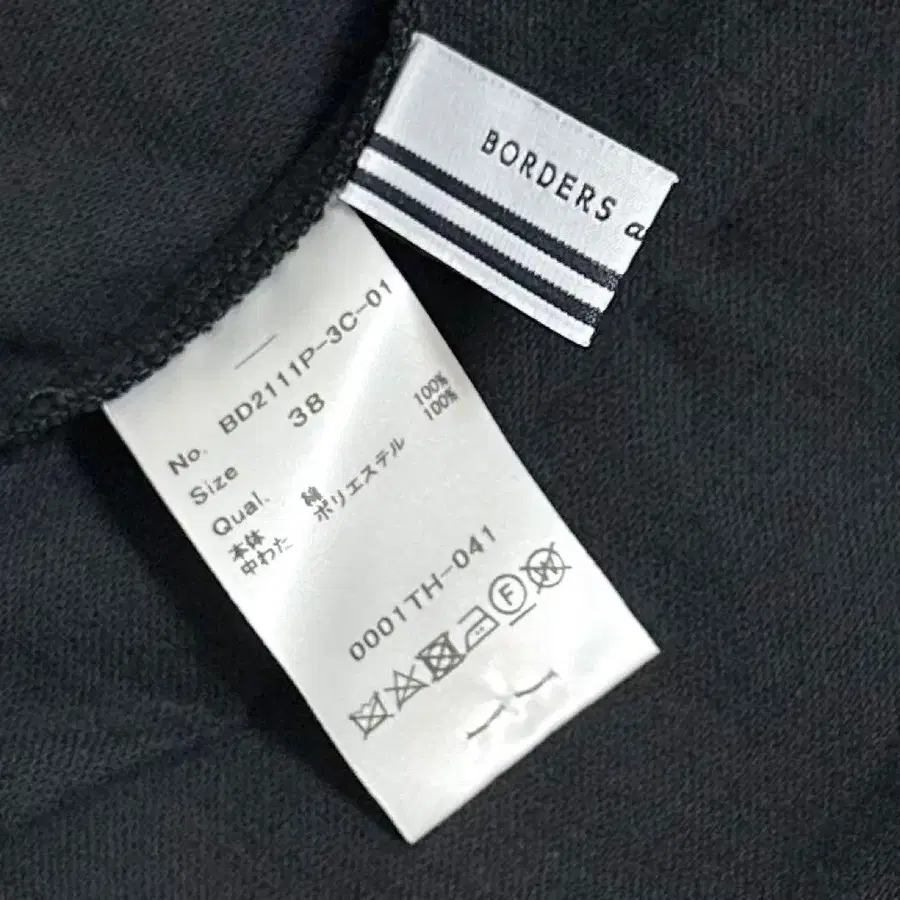 BORDERS a
No. BD2111P-3C-01
Size 38
Qual.
本体 綿 100%
中わた ポリエステル 100%
0001TH-041
F
W